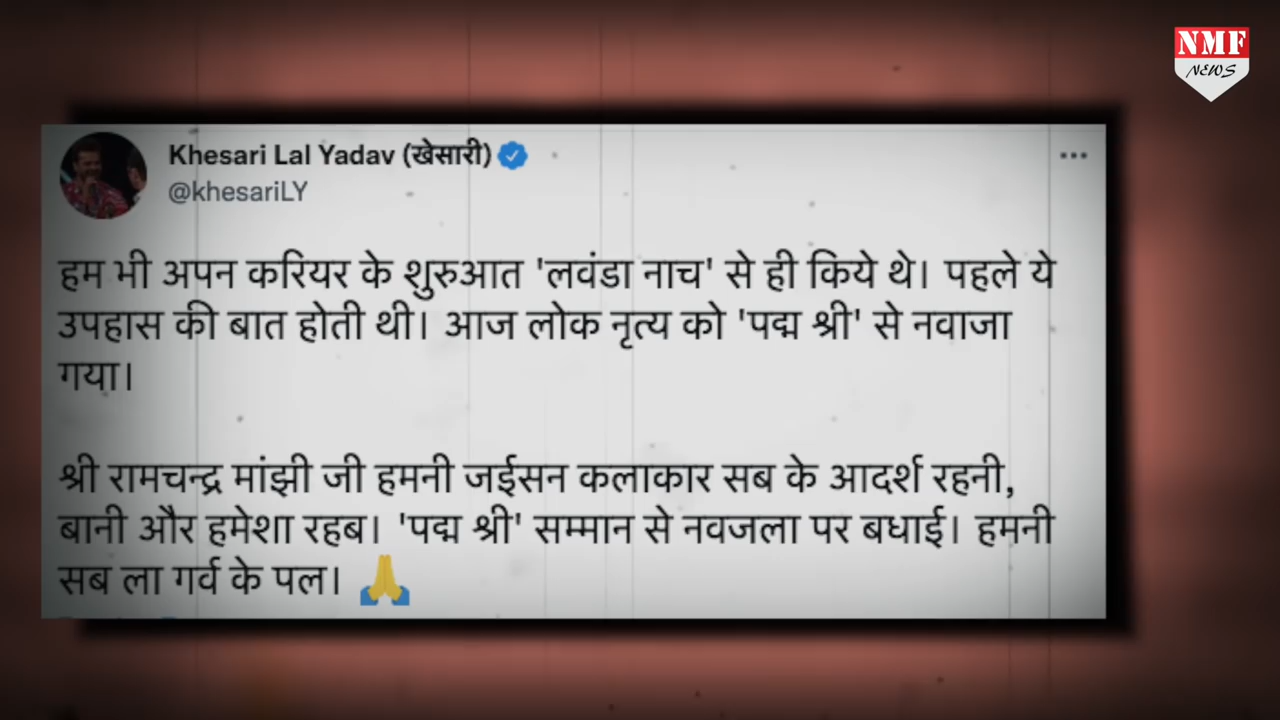 NMF
NEWS
Khesari Lal Yadav (खेसारी)
@khesariLY
हम भी अपन करियर के शुरुआत 'लवंडा नाच' से ही किये थे। पहले ये
उपहास की बात होती थी। आज लोक नृत्य को 'पद्म श्री' से नवाजा
गया।
श्री रामचन्द्र मांझी जी हमनी जईसन कलाकार सब के आदर्श रहनी,
बानी और हमेशा रहब। 'पद्म श्री' सम्मान से नवजला पर बधाई। हमनी
सब ला गर्व के पल। 🙏